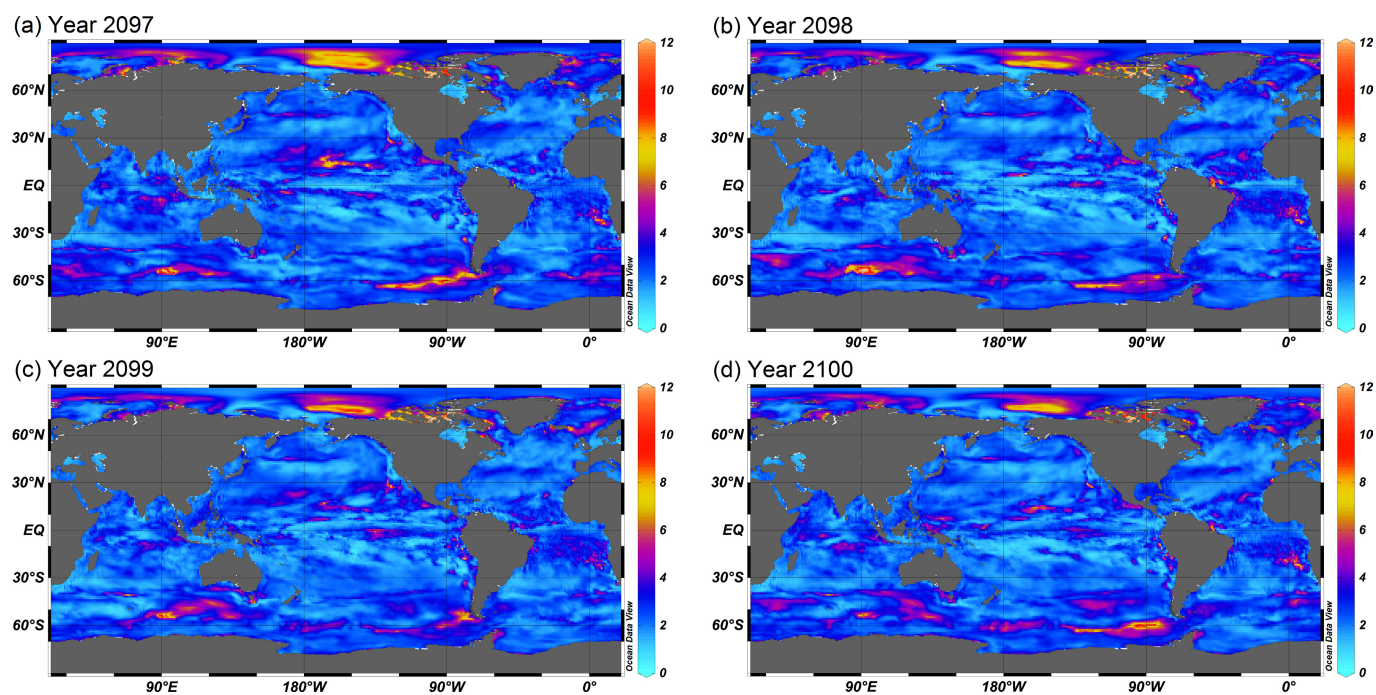 (a) Year 2097
(b) Year 2098
60°N
30°N
EQ
30°S
60°S
90°E
180°W
90°W
0°
Ocean Data View
12
10
8
6
4
2
0
60°N
30°N
EQ
30°S
60°S
90°E
180°W
90°W
0°
Ocean Data View
12
10
8
6
4
2
0
(c) Year 2099
(d) Year 2100
60°N
30°N
EQ
30°S
60°S
90°E
180°W
90°W
0°
Ocean Data View
12
10
8
6
4
2
0
60°N
30°N
EQ
30°S
60°S
90°E
180°W
90°W
0°
Ocean Data View
12
10
8
6
4
2
0